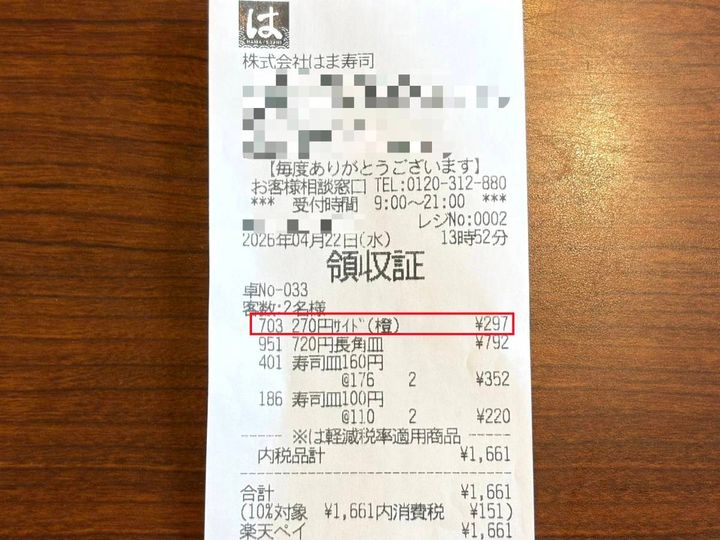 は
HAMA-SUSHI
株式会社はま寿司
【毎度ありがとうございます】
お客様相談窓口 TEL:0120-312-880
*** 受付時間 9:00～21:00 ***
レジNo:0002
2026年04月22日(水) 13時52分
領収証
卓No-033
客数:2名様
703 270円ｻｲﾄﾞ(橙) ¥297
951 720円長角皿 ¥792
401 寿司皿160円
@176 2 ¥352
186 寿司皿100円
@110 2 ¥220
※は軽減税率適用商品
内税品計 ¥1,661
合計 ¥1,661
(10%対象 ¥1,661内消費税 ¥151)
楽天ペイ ¥1,661